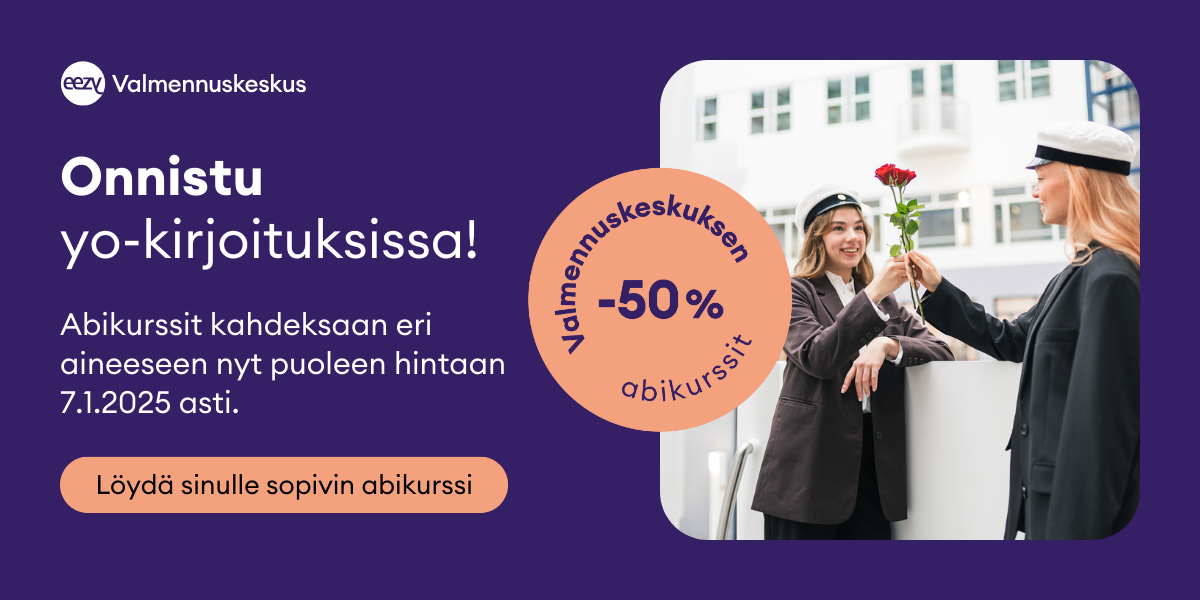 eezy Valmennuskeskus
Onnistu
yo-kirjoituksissa!
Abikurssit kahdeksaan eri
aineeseen nyt puoleen hintaan
7.1.2025 asti.
Löydä sinulle sopivin abikurssi
Valmennuskeskuksen
-50 %
abikurssit